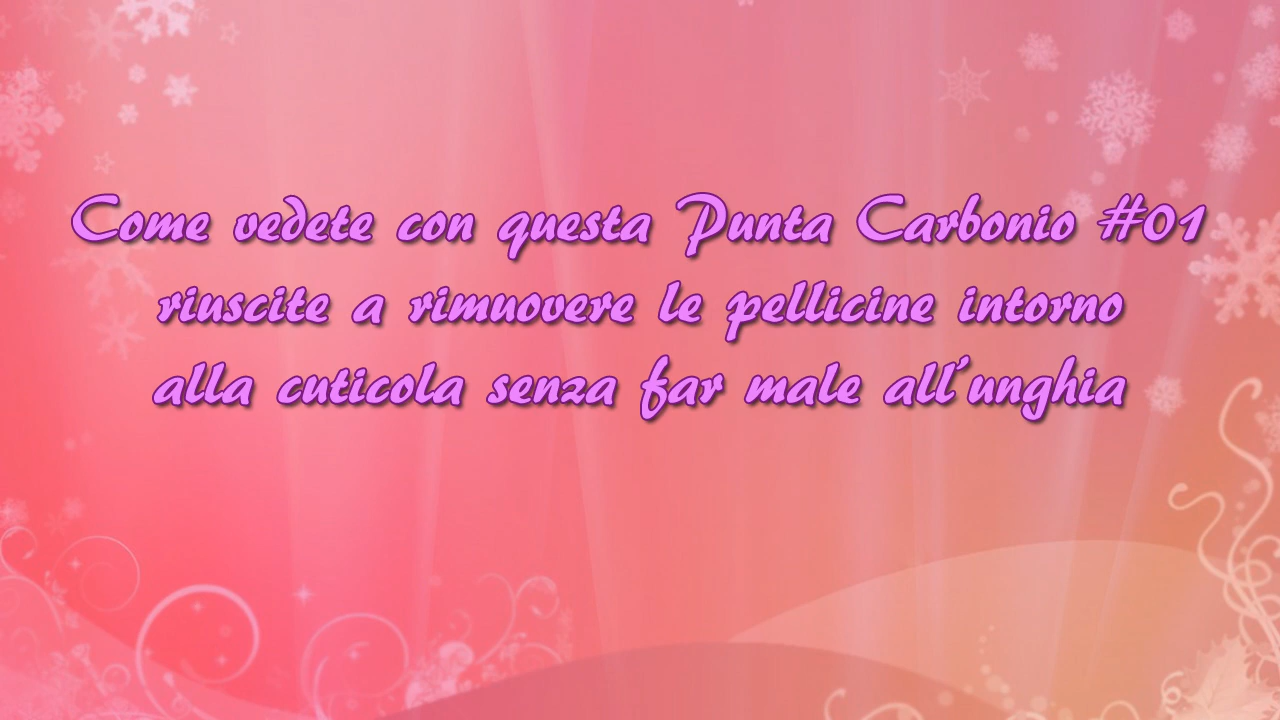 Come vedete con questa Punta Carbonio #01
riuscite a rimuovere le pellicine intorno
alla cuticola senza far male all'unghia